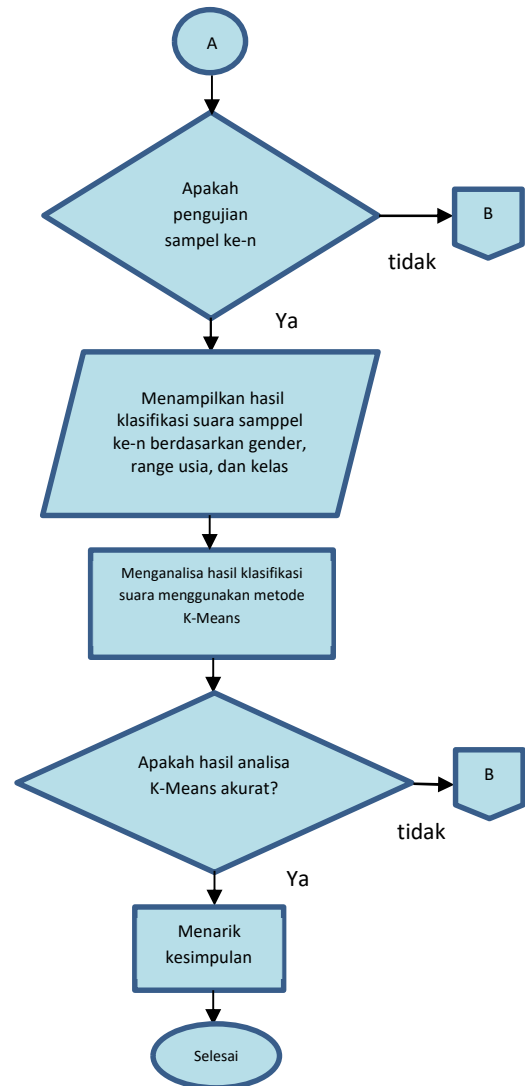 A
Apakah
pengujian
sampel ke-n
B
tidak
Ya
Menampilkan hasil
klasifikasi suara samppel
ke-n berdasarkan gender,
range usia, dan kelas
Menganalisa hasil klasifikasi
suara menggunakan metode
K-Means
Apakah hasil analisa
K-Means akurat?
B
tidak
Ya
Menarik
kesimpulan
Selesai